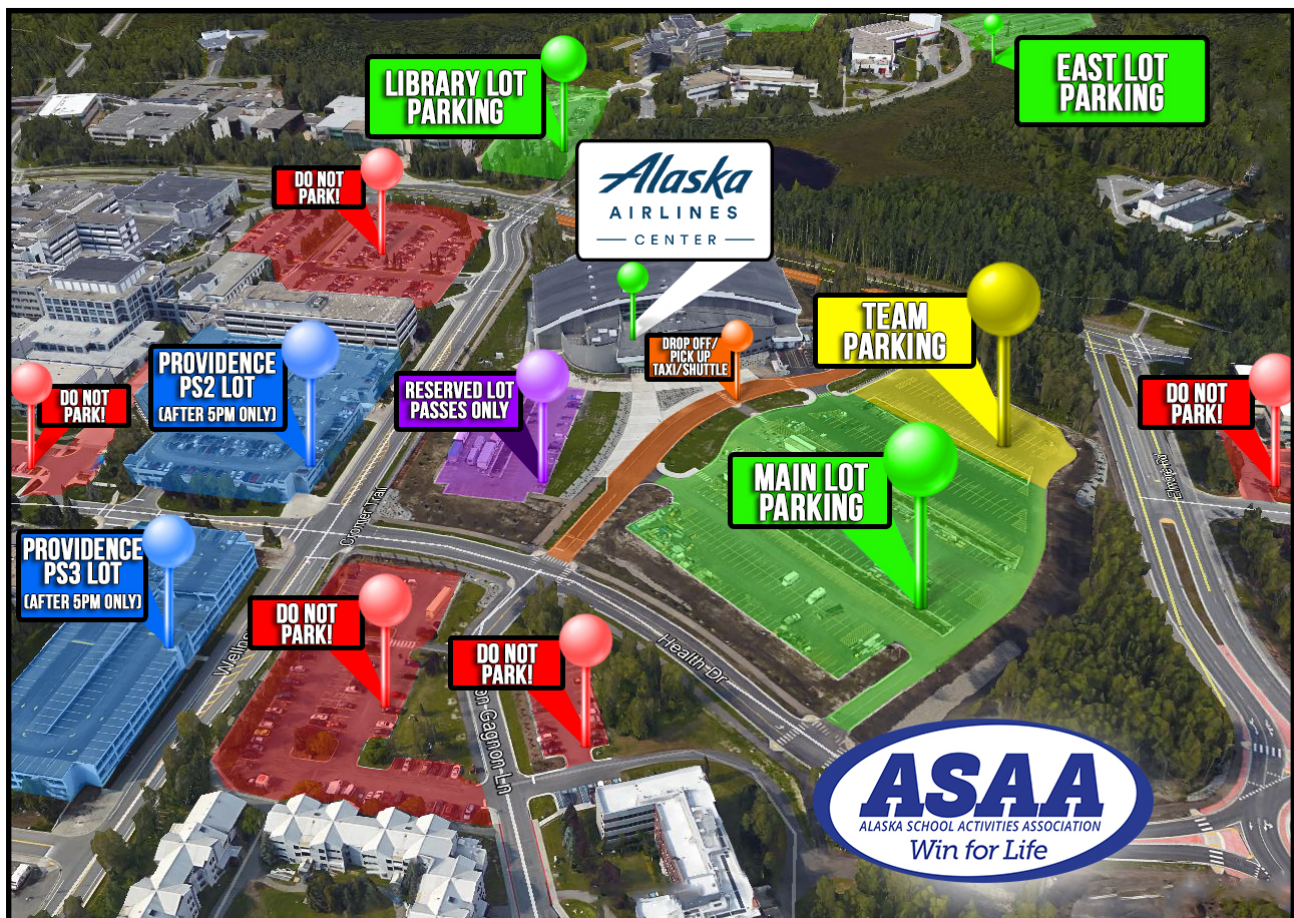 LIBRARY LOT
PARKING
EAST LOT
PARKING
DO NOT
PARK!
Alaska
AIRLINES
CENTER
TEAM
PARKING
DROP OFF/
PICK UP
TAXI/SHUTTLE
PROVIDENCE
PS2 LOT
(AFTER 5PM ONLY)
RESERVED LOT
PASSES ONLY
DO NOT
PARK!
DO NOT
PARK!
MAIN LOT
PARKING
PROVIDENCE
PS3 LOT
(AFTER 5PM ONLY)
DO NOT
PARK!
DO NOT
PARK!
Health Dr
Gagnon Ln
ASAA
ALASKA SCHOOL ACTIVITIES ASSOCIATION
Win for Life